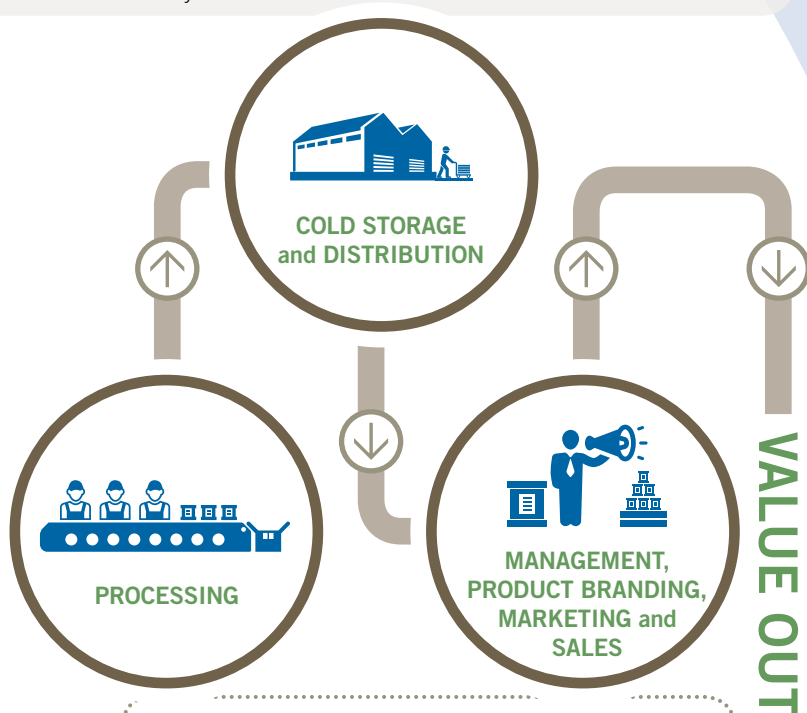 COLD STORAGE
and DISTRIBUTION
PROCESSING
MANAGEMENT,
PRODUCT BRANDING,
MARKETING and
SALES
VALUE OUT